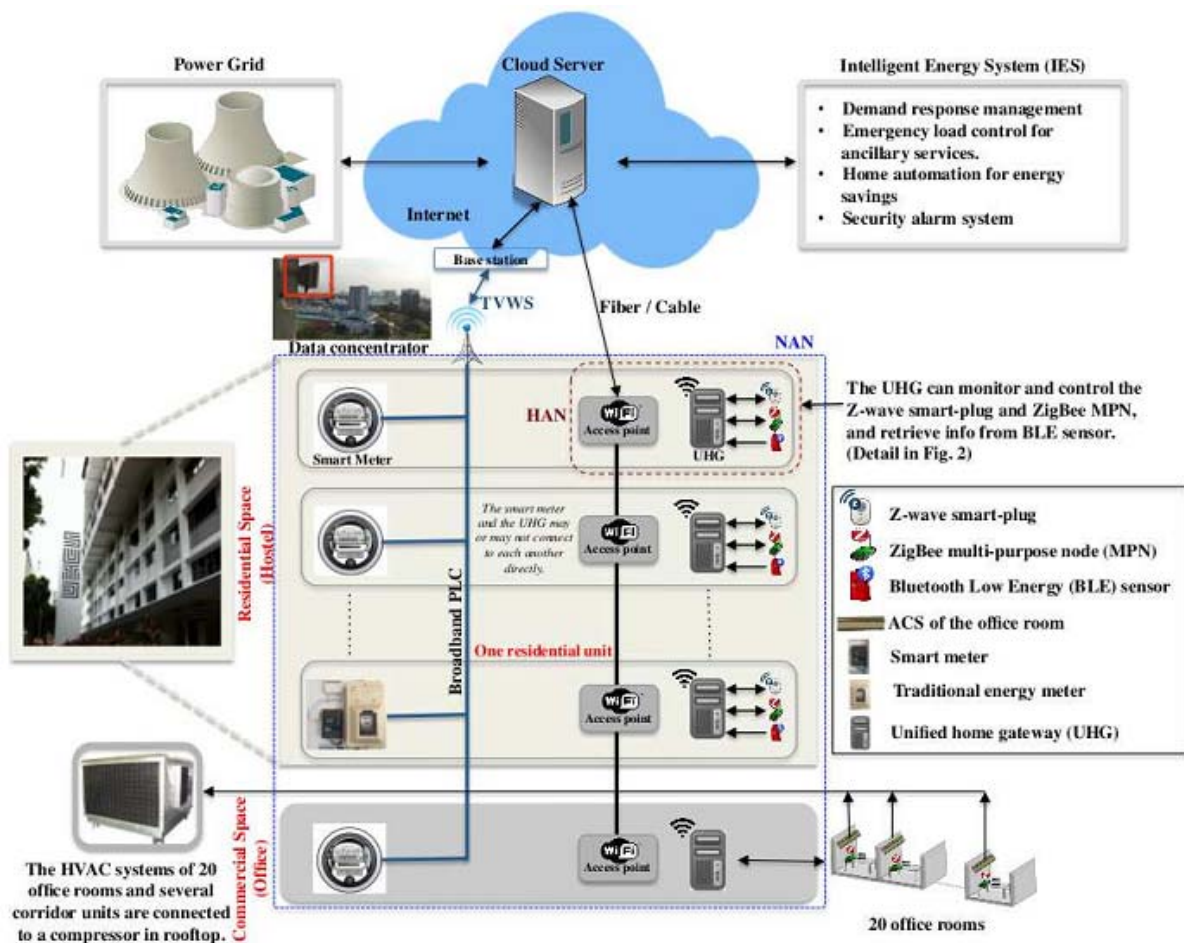 Power Grid
Cloud Server
Intelligent Energy System (IES)
• Demand response management
• Emergency load control for
ancillary services.
• Home automation for energy
savings
• Security alarm system
Internet
Base station
TVWS
Fiber / Cable
Data concentrator
NAN
HAN
WiFi
Access point
Smart Meter
UHG
The UHG can monitor and control the
Z-wave smart-plug and ZigBee MPN,
and retrieve info from BLE sensor.
(Detail in Fig. 2)
Residential Space
(Hostel)
The smart meter
and the UHG may
or may not connect
to each another
directly.
WiFi
Access point
Broadband PLC
One residential unit
WiFi
Access point
Z-wave smart-plug
ZigBee multi-purpose node (MPN)
Bluetooth Low Energy (BLE) sensor
ACS of the office room
Smart meter
Traditional energy meter
Unified home gateway (UHG)
Commercial Space
(Office)
WiFi
Access point
The HVAC systems of 20
office rooms and several
corridor units are connected
to a compressor in rooftop.
20 office rooms